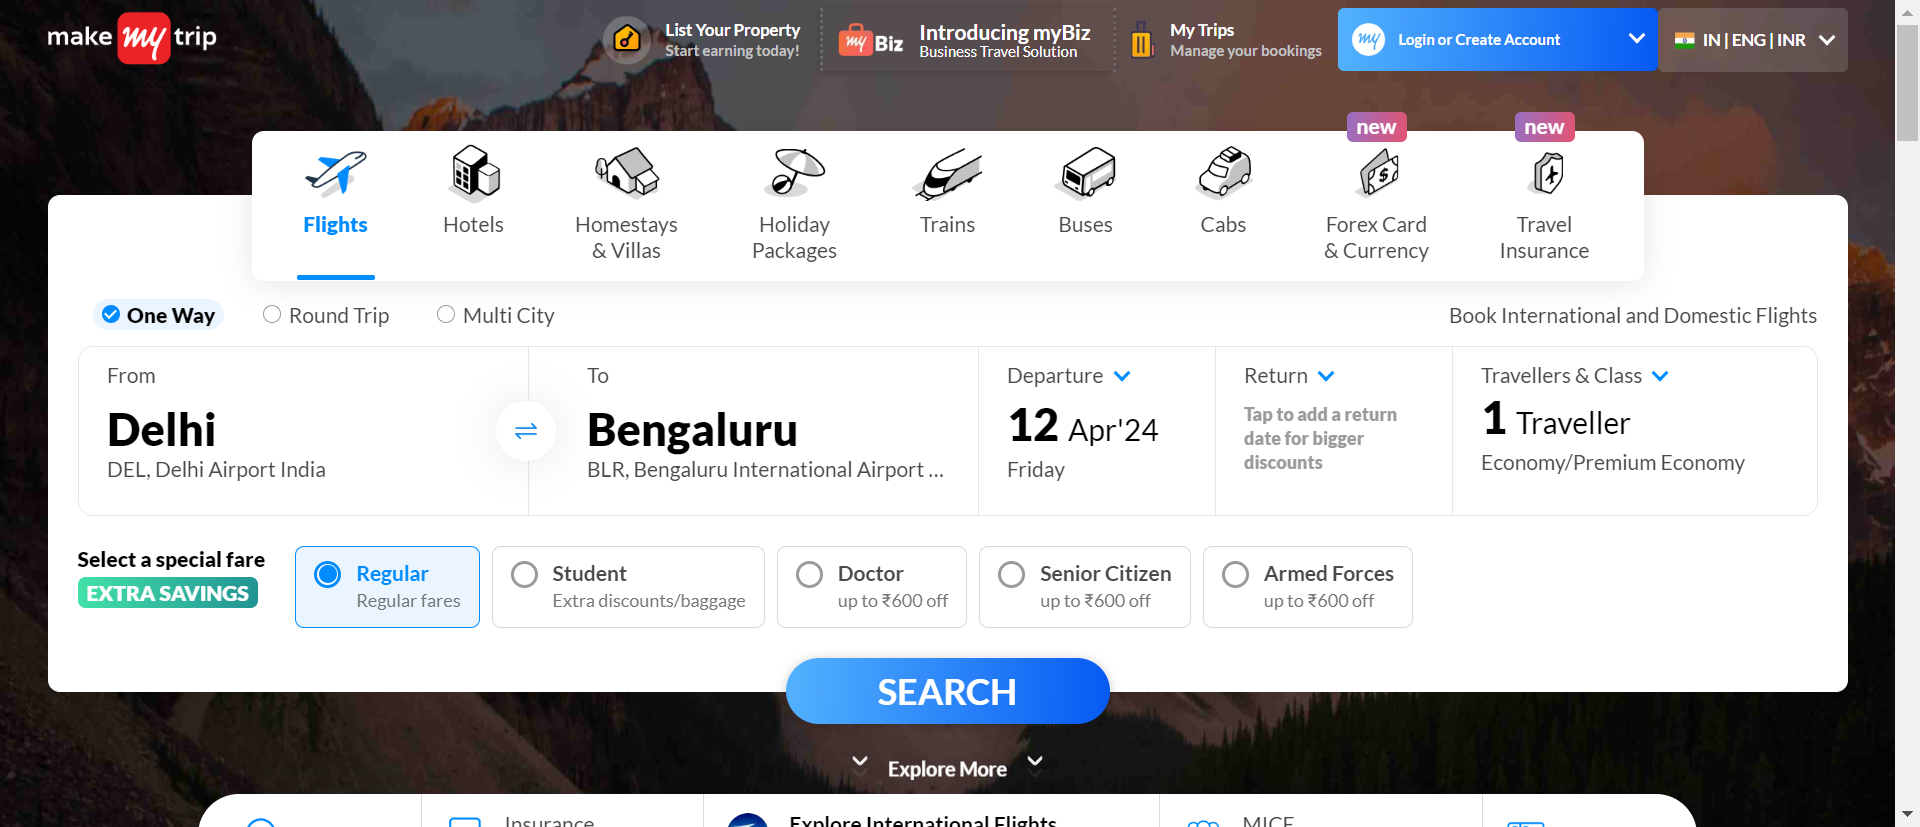 make my trip
List Your Property
Start earning today!
my Biz
Introducing myBiz
Business Travel Solution
My Trips
Manage your bookings
my Login or Create Account
IN | ENG | INR
new
new
Flights
Hotels
Homestays
& Villas
Holiday
Packages
Trains
Buses
Cabs
Forex Card
& Currency
Travel
Insurance
One Way
Round Trip
Multi City
Book International and Domestic Flights
From
Delhi
DEL, Delhi Airport India
To
Bengaluru
BLR, Bengaluru International Airport ...
Departure
12 Apr'24
Friday
Return
Tap to add a return
date for bigger
discounts
Travellers & Class
1 Traveller
Economy/Premium Economy
Select a special fare
EXTRA SAVINGS
Regular
Regular fares
Student
Extra discounts/baggage
Doctor
up to ₹600 off
Senior Citizen
up to ₹600 off
Armed Forces
up to ₹600 off
SEARCH
Explore More
Insurance
Explore International Flights
MICE